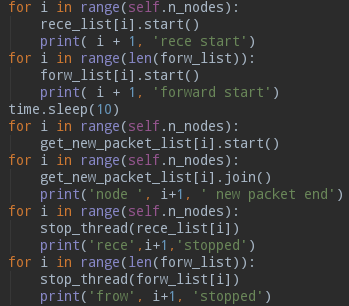 for i in range(self.n_nodes):
    rece_list[i].start()
    print( i + 1, 'rece start')
for i in range(len(forw_list)):
    forw_list[i].start()
    print( i + 1, 'forward start')
time.sleep(10)
for i in range(self.n_nodes):
    get_new_packet_list[i].start()
for i in range(self.n_nodes):
    get_new_packet_list[i].join()
    print('node ', i+1, ' new packet end')
for i in range(self.n_nodes):
    stop_thread(rece_list[i])
    print('rece',i+1,'stopped')
for i in range(len(forw_list)):
    stop_thread(forw_list[i])
    print('frow', i+1, 'stopped')